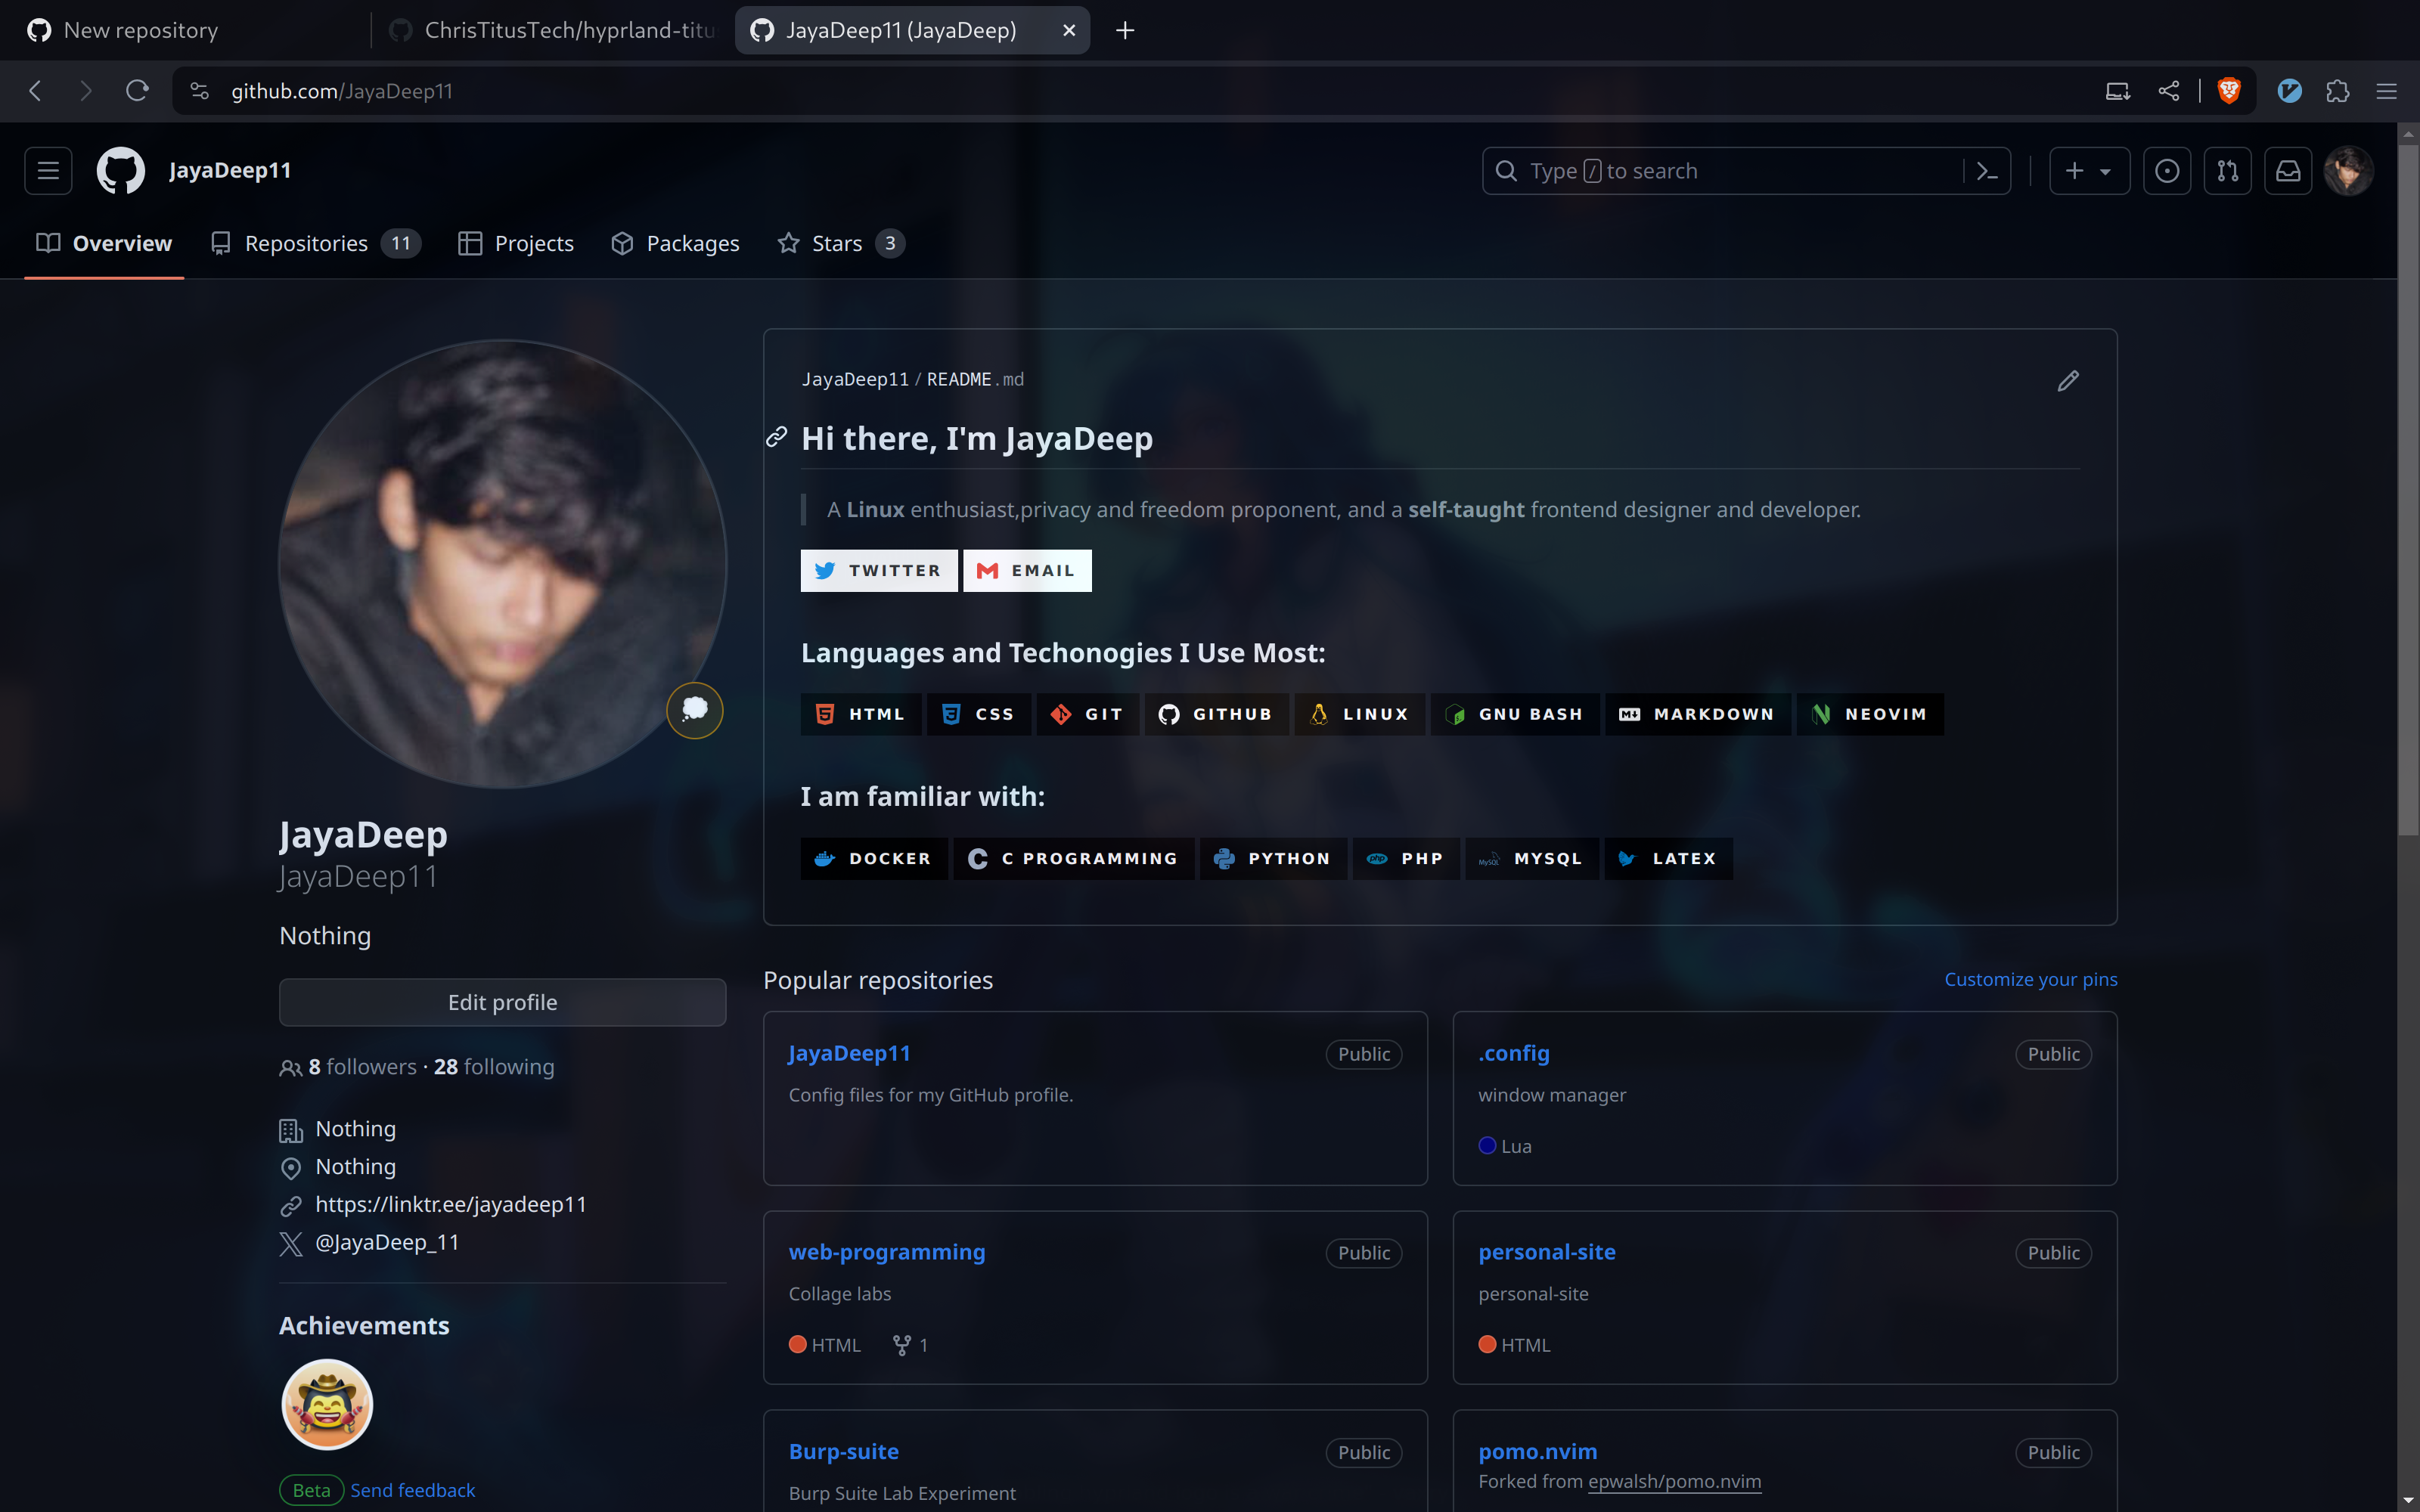 New repository
ChrisTitusTech/hyprland-titu
JayaDeep11 (JayaDeep)
github.com/JayaDeep11
JayaDeep11
Type / to search
Overview
Repositories 11
Projects
Packages
Stars 3
JayaDeep11 / README.md
Hi there, I'm JayaDeep
A Linux enthusiast,privacy and freedom proponent, and a self-taught frontend designer and developer.
TWITTER EMAIL
Languages and Techonogies I Use Most:
HTML CSS GIT GITHUB LINUX GNU BASH MARKDOWN NEOVIM
I am familiar with:
DOCKER C PROGRAMMING PYTHON PHP MySQL MYSQL LATEX
JayaDeep
JayaDeep11
Nothing
Edit profile
8 followers · 28 following
Nothing
Nothing
https://linktr.ee/jayadeep11
@JayaDeep_11
Achievements
Beta Send feedback
Popular repositories
Customize your pins
JayaDeep11 Public
Config files for my GitHub profile.
.config Public
window manager
Lua
web-programming Public
Collage labs
HTML 1
personal-site Public
personal-site
HTML
Burp-suite Public
Burp Suite Lab Experiment
pomo.nvim Public
Forked from epwalsh/pomo.nvim